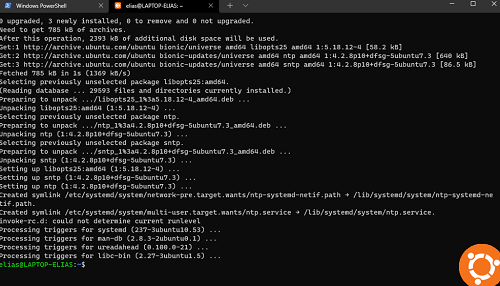 Windows PowerShell
elias@LAPTOP-ELIAS: ~
0 upgraded, 3 newly installed, 0 to remove and 0 not upgraded.
Need to get 785 kB of archives.
After this operation, 2393 kB of additional disk space will be used.
Get:1 http://archive.ubuntu.com/ubuntu bionic/universe amd64 libopts25 amd64 1:5.18.12-4 [58.2 kB]
Get:2 http://archive.ubuntu.com/ubuntu bionic-updates/universe amd64 ntp amd64 1:4.2.8p10+dfsg-5ubuntu7.3 [640 kB]
Get:3 http://archive.ubuntu.com/ubuntu bionic-updates/universe amd64 sntp amd64 1:4.2.8p10+dfsg-5ubuntu7.3 [86.5 kB]
Fetched 785 kB in 1s (1369 kB/s)
Selecting previously unselected package libopts25:amd64.
(Reading database ... 29593 files and directories currently installed.)
Preparing to unpack .../libopts25_1%3a5.18.12-4_amd64.deb ...
Unpacking libopts25:amd64 (1:5.18.12-4) ...
Selecting previously unselected package ntp.
Preparing to unpack .../ntp_1%3a4.2.8p10+dfsg-5ubuntu7.3_amd64.deb ...
Unpacking ntp (1:4.2.8p10+dfsg-5ubuntu7.3) ...
Selecting previously unselected package sntp.
Preparing to unpack .../sntp_1%3a4.2.8p10+dfsg-5ubuntu7.3_amd64.deb ...
Unpacking sntp (1:4.2.8p10+dfsg-5ubuntu7.3) ...
Setting up libopts25:amd64 (1:5.18.12-4) ...
Setting up sntp (1:4.2.8p10+dfsg-5ubuntu7.3) ...
Setting up ntp (1:4.2.8p10+dfsg-5ubuntu7.3) ...
Created symlink /etc/systemd/system/network-pre.target.wants/ntp-systemd-netif.path → /lib/systemd/system/ntp-systemd-ne
tif.path.
Created symlink /etc/systemd/system/multi-user.target.wants/ntp.service → /lib/systemd/system/ntp.service.
invoke-rc.d: could not determine current runlevel
Processing triggers for systemd (237-3ubuntu10.53) ...
Processing triggers for man-db (2.8.3-2ubuntu0.1) ...
Processing triggers for ureadahead (0.100.0-21) ...
Processing triggers for libc-bin (2.27-3ubuntu1.5) ...
elias@LAPTOP-ELIAS:~$